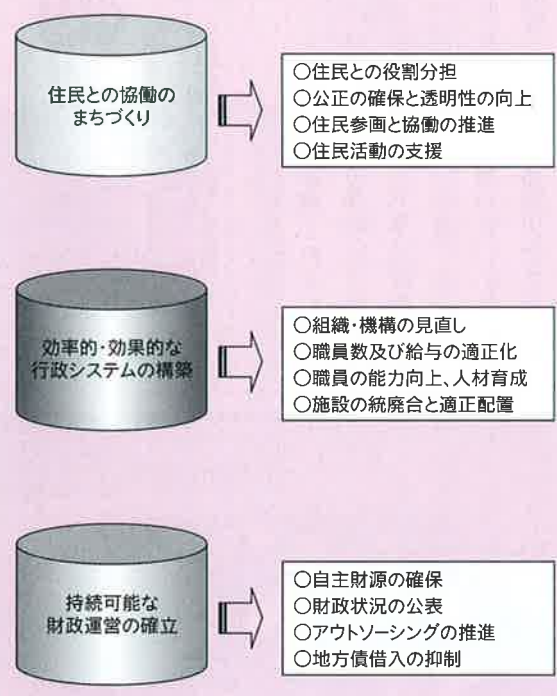 住民との協働の
まちづくり
○住民との役割分担
○公正の確保と透明性の向上
○住民参画と協働の推進
○住民活動の支援
効率的・効果的な
行政システムの構築
○組織・機構の見直し
○職員数及び給与の適正化
○職員の能力向上、人材育成
○施設の統廃合と適正配置
持続可能な
財政運営の確立
○自主財源の確保
○財政状況の公表
○アウトソーシングの推進
○地方債借入の抑制